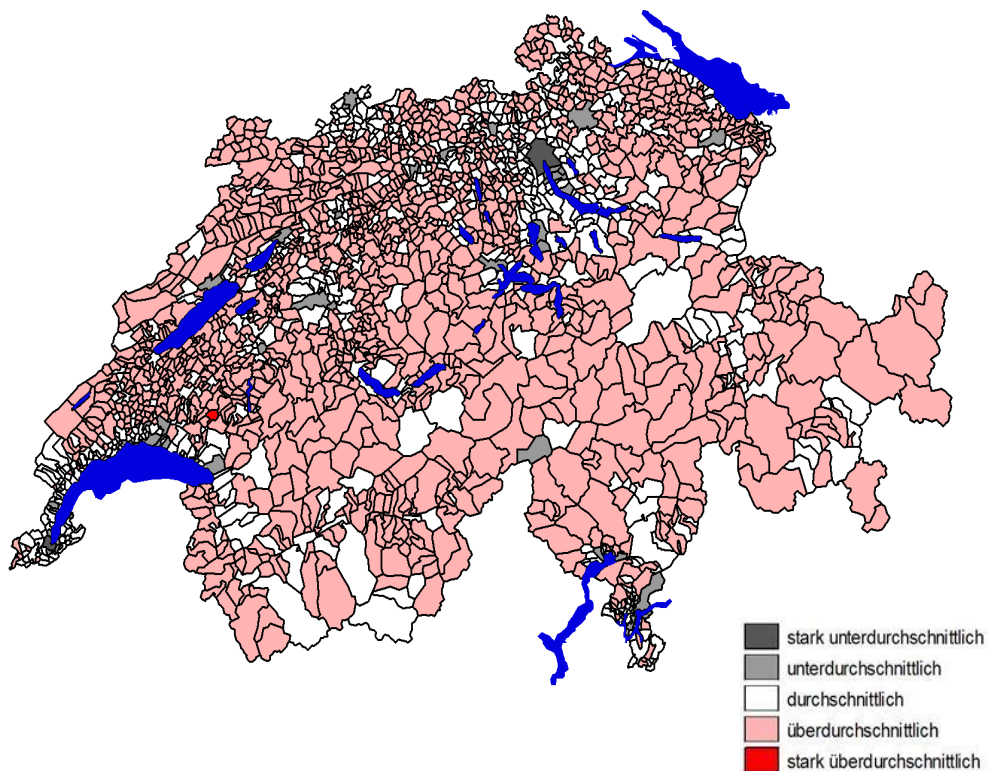 stark unterdurchschnittlich
unterdurchschnittlich
durchschnittlich
überdurchschnittlich
stark überdurchschnittlich